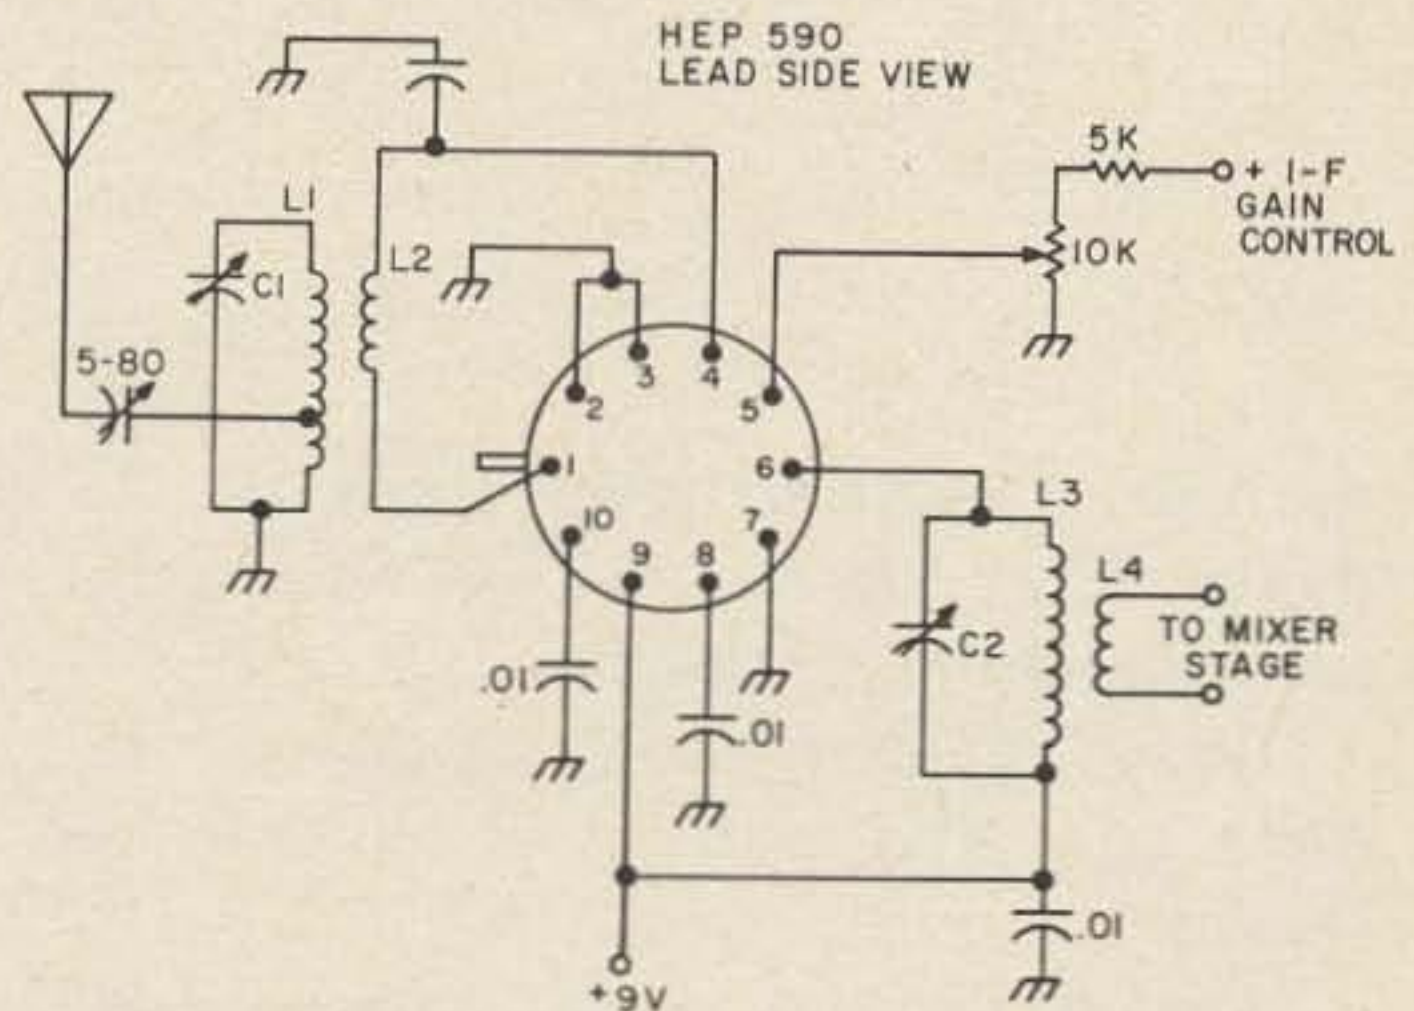 HEP 590
LEAD SIDE VIEW
5K
+ I-F
GAIN
CONTROL
10K
L1
L2
C1
5-80
3
4
2
5
1
6
10
7
9
8
L3
L4
C2
TO MIXER
STAGE
.01
.01
.01
+9V